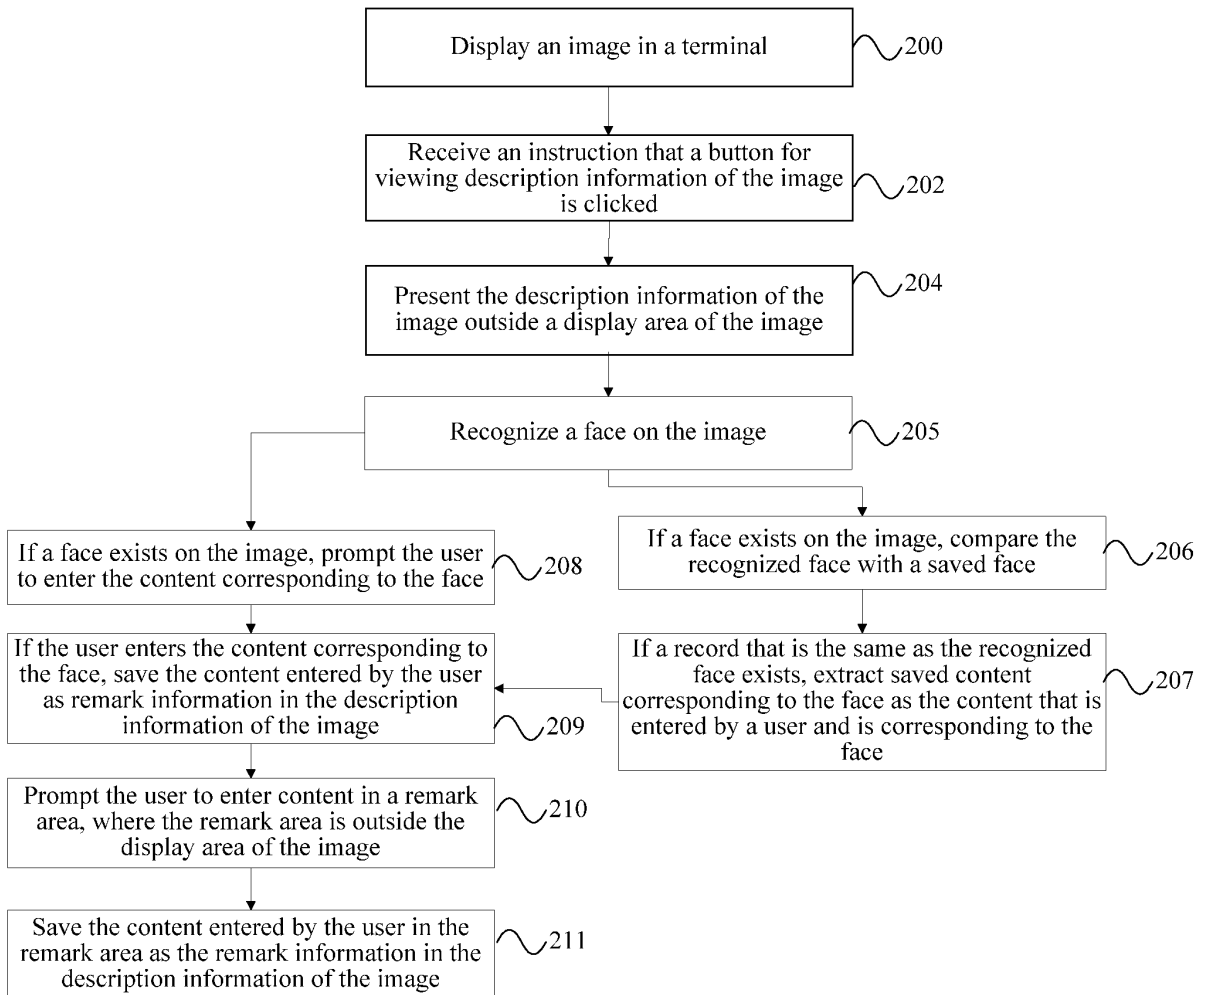 Display an image in a terminal
200
Receive an instruction that a button for
viewing description information of the image
is clicked
202
Present the description information of the
image outside a display area of the image
204
Recognize a face on the image
205
If a face exists on the image, prompt the user
to enter the content corresponding to the face
208
If a face exists on the image, compare the
recognized face with a saved face
206
If the user enters the content corresponding to
the face, save the content entered by the user
as remark information in the description
information of the image
209
If a record that is the same as the recognized
face exists, extract saved content
corresponding to the face as the content that is
entered by a user and is corresponding to the
face
207
Prompt the user to enter content in a remark
area, where the remark area is outside the
display area of the image
210
Save the content entered by the user in the
remark area as the remark information in the
description information of the image
211